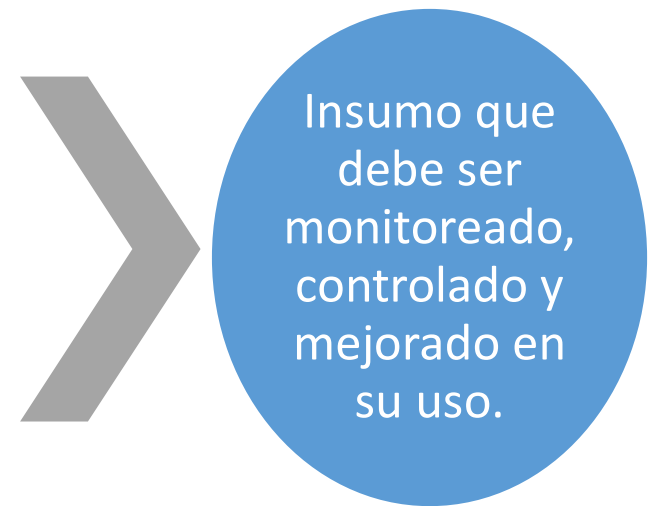 Insumo que
debe ser
monitoreado,
controlado y
mejorado en
su uso.